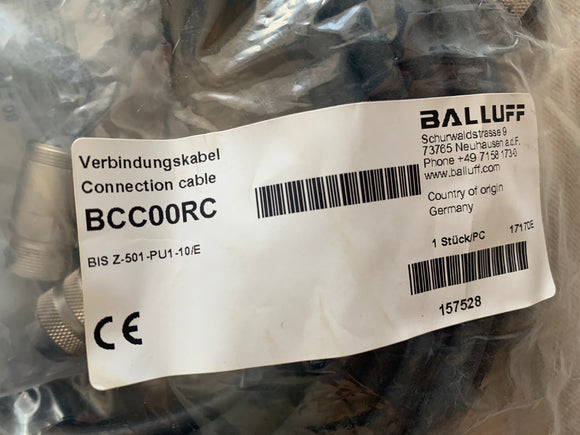 Verbindungskabel
Connection cable
BCC00RC
BIS Z-501-PU1-10/E
CE
BALLUFF
Schurwaldstrasse 9
73765 Neuhausen a.d.F.
Phone +49 7158 173-0
www.balluff.com
Country of origin
Germany
1 Stück/PC 1717DE
157528